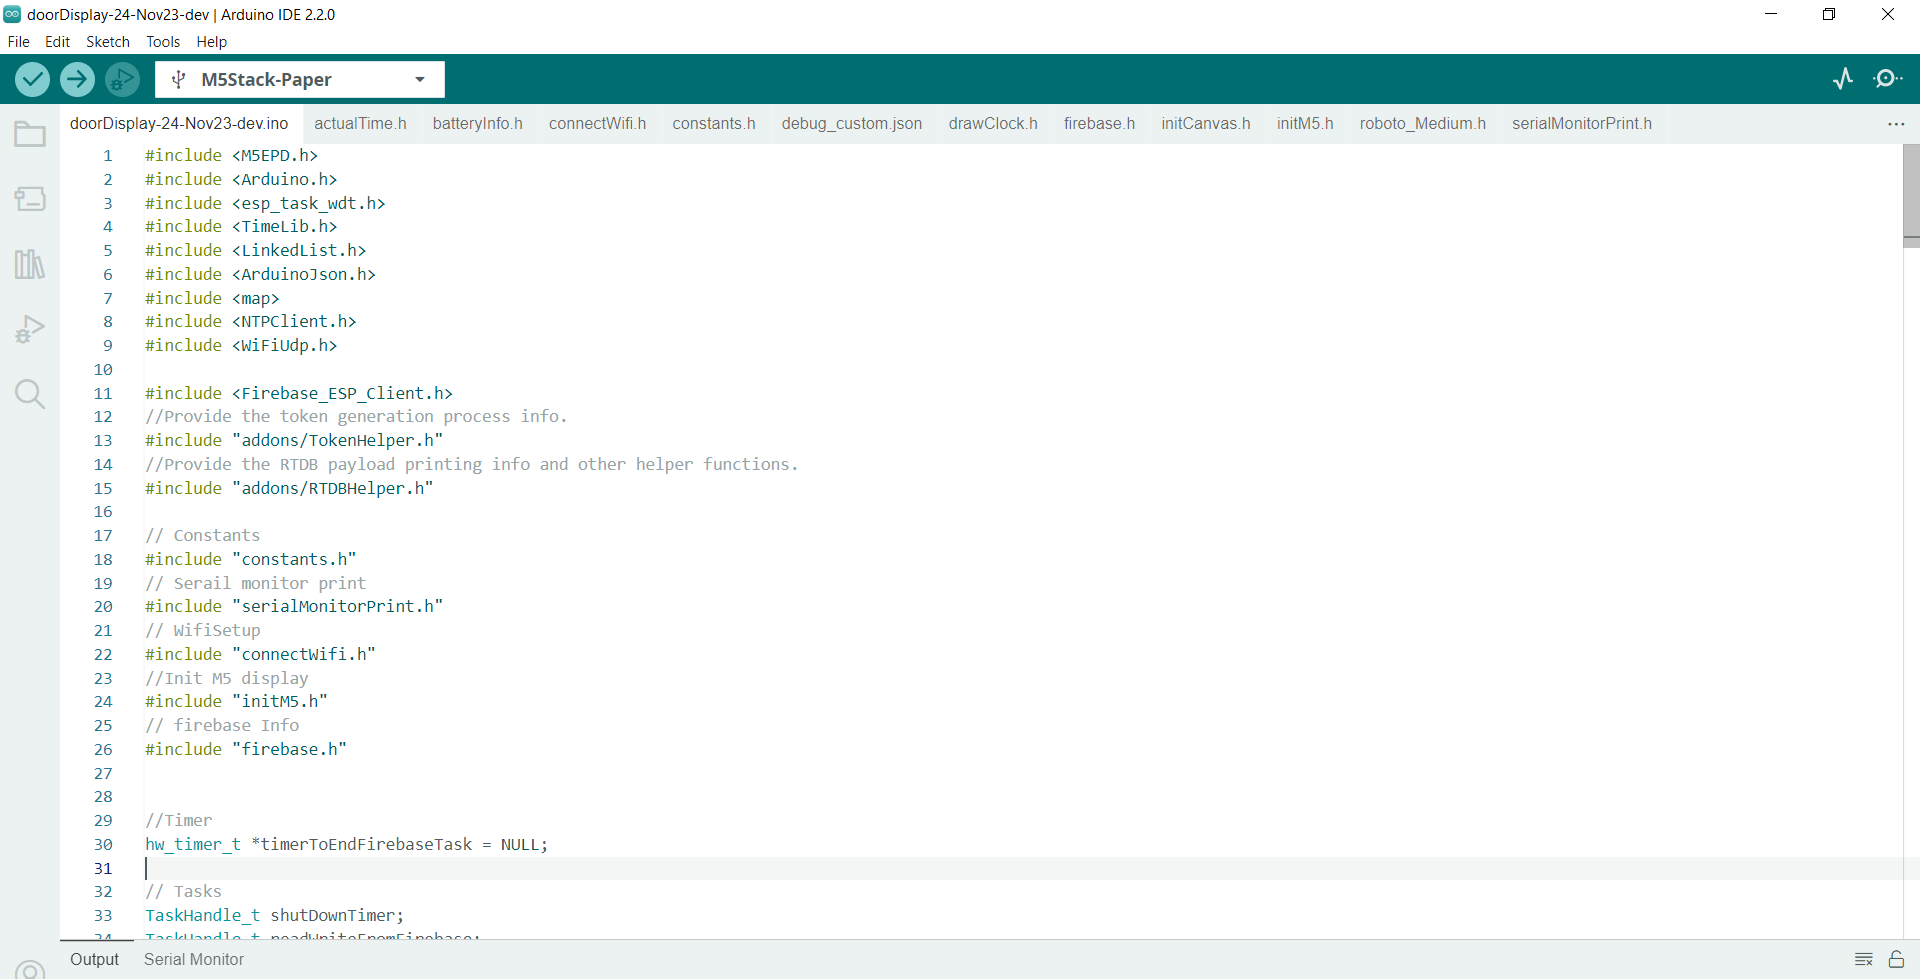 doorDisplay-24-Nov23-dev | Arduino IDE 2.2.0
File Edit Sketch Tools Help
M5Stack-Paper
doorDisplay-24-Nov23-dev.ino actualTime.h batteryInfo.h connectWifi.h constants.h debug_custom.json drawClock.h firebase.h initCanvas.h initM5.h roboto_Medium.h serialMonitorPrint.h ...
1 #include <M5EPD.h>
2 #include <Arduino.h>
3 #include <esp_task_wdt.h>
4 #include <TimeLib.h>
5 #include <LinkedList.h>
6 #include <ArduinoJson.h>
7 #include <map>
8 #include <NTPClient.h>
9 #include <WiFiUdp.h>
10
11 #include <Firebase_ESP_Client.h>
12 //Provide the token generation process info.
13 #include "addons/TokenHelper.h"
14 //Provide the RTDB payload printing info and other helper functions.
15 #include "addons/RTDBHelper.h"
16
17 // Constants
18 #include "constants.h"
19 // Serail monitor print
20 #include "serialMonitorPrint.h"
21 // WifiSetup
22 #include "connectWifi.h"
23 //Init M5 display
24 #include "initM5.h"
25 // firebase Info
26 #include "firebase.h"
27
28
29 //Timer
30 hw_timer_t *timerToEndFirebaseTask = NULL;
31
32 // Tasks
33 TaskHandle_t shutDownTimer;
34 TaskHandle_t readWriteFromFirebase;
Output Serial Monitor